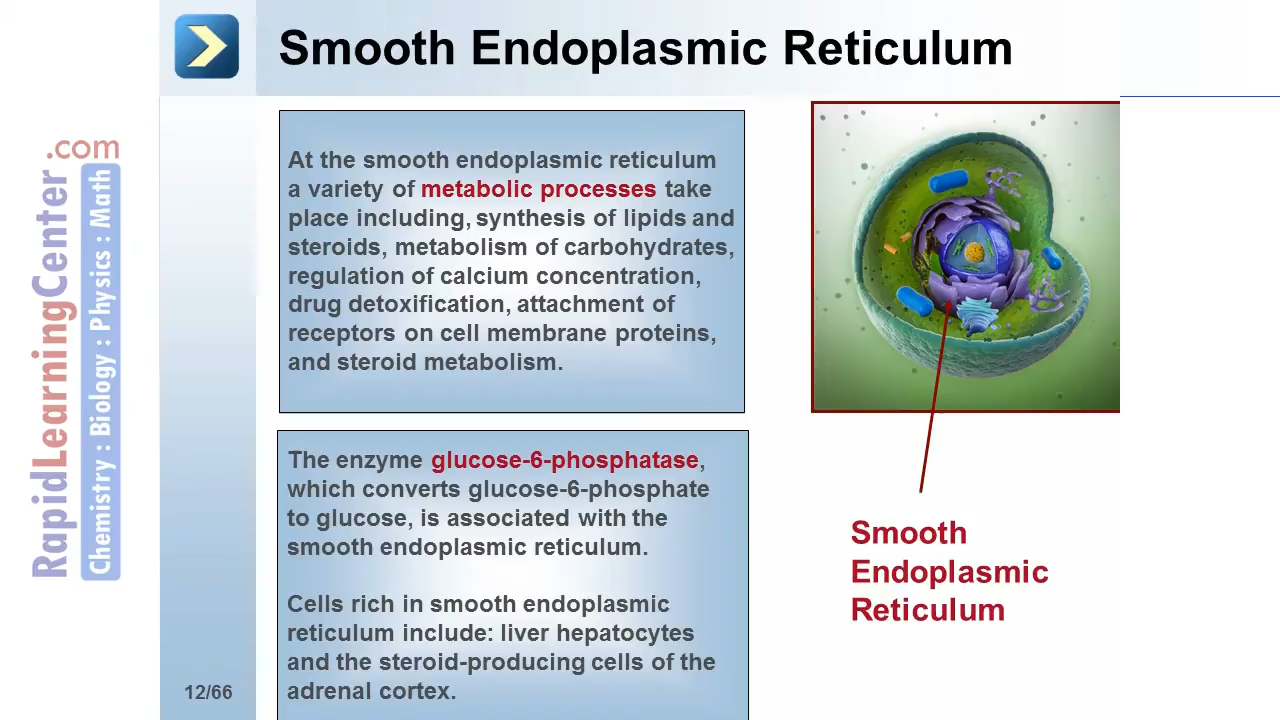 Smooth Endoplasmic Reticulum
At the smooth endoplasmic reticulum
a variety of metabolic processes take
place including, synthesis of lipids and
steroids, metabolism of carbohydrates,
regulation of calcium concentration,
drug detoxification, attachment of
receptors on cell membrane proteins,
and steroid metabolism.
The enzyme glucose-6-phosphatase,
which converts glucose-6-phosphate
to glucose, is associated with the
smooth endoplasmic reticulum.
Cells rich in smooth endoplasmic
reticulum include: liver hepatocytes
and the steroid-producing cells of the
adrenal cortex.
Smooth
Endoplasmic
Reticulum
12/66
RapidLearningCenter.com
Chemistry : Biology : Physics : Math